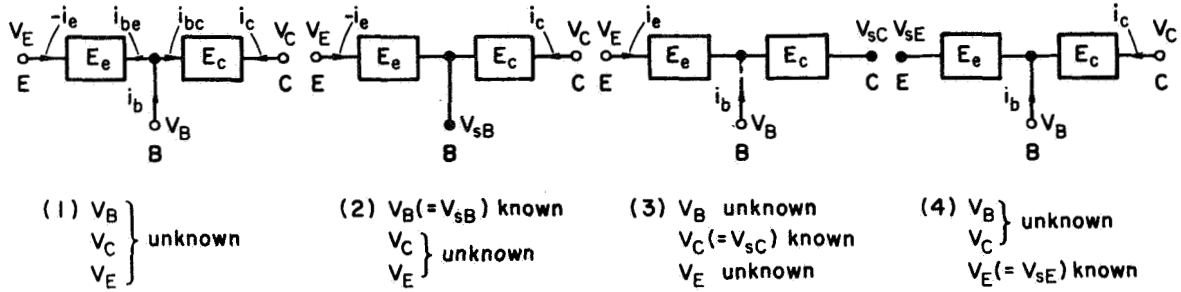 -ie ibe ibc ic -ie ic ie ic
VE Ee Ec VC VE Ee Ec VC VE Ee Ec VsC VsE Ee Ec VC
E C E C E C E C
ib VB VsB ib VB ib VB
B B B B
(1) VB (2) VB(=VsB) known (3) VB unknown (4) VB
VC unknown VC unknown VC(=VsC) known VC unknown
VE VE VE unknown VE(=VsE) known